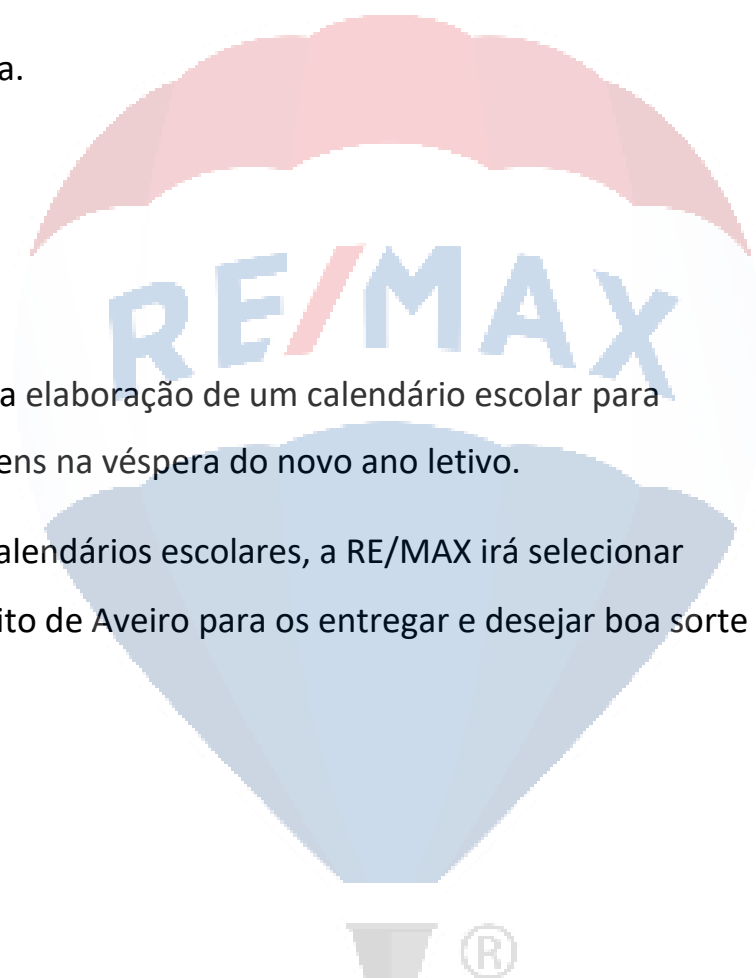 a.
RE/MAX
a elaboração de um calendário escolar para
ens na véspera do novo ano letivo.
alendários escolares, a RE/MAX irá selecionar
ito de Aveiro para os entregar e desejar boa sorte
®